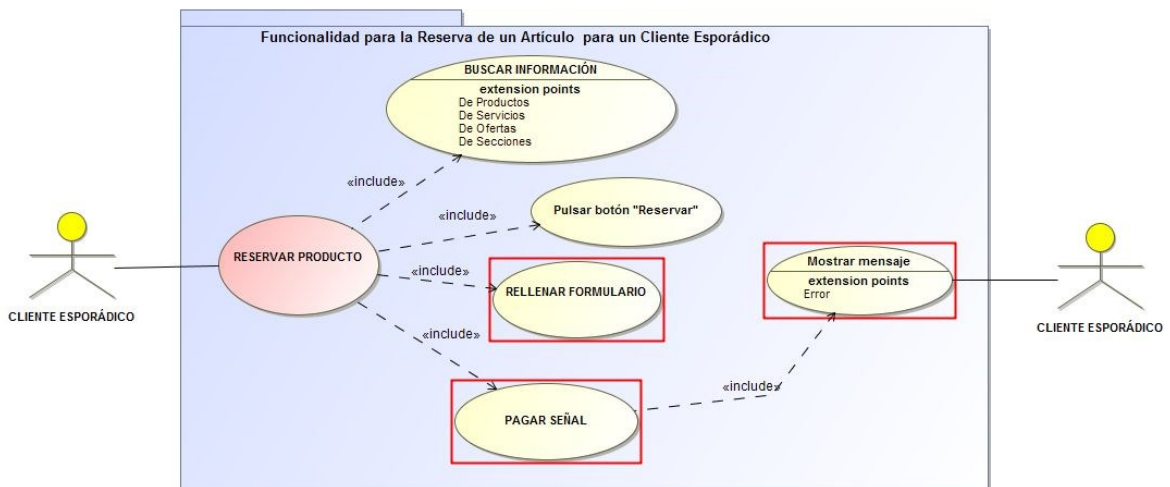 Funcionalidad para la Reserva de un Artículo para un Cliente Esporádico
BUSCAR INFORMACIÓN
extension points
De Productos
De Servicios
De Ofertas
De Secciones
«include»
Pulsar botón "Reservar"
«include»
RESERVAR PRODUCTO
Mostrar mensaje
extension points
Error
«include»
RELLENAR FORMULARIO
CLIENTE ESPORÁDICO
CLIENTE ESPORÁDICO
«include»
«include»
PAGAR SEÑAL